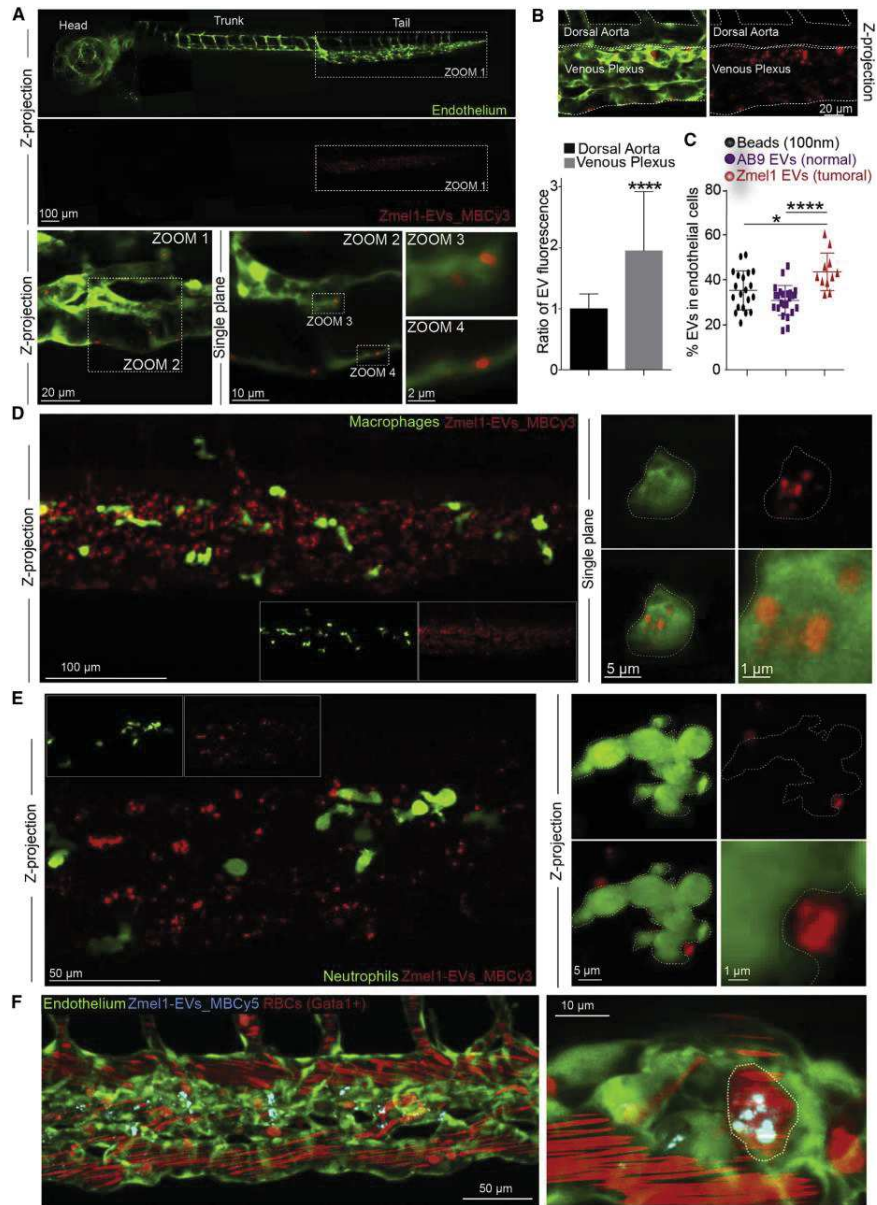 A
Head
Trunk
Tail
ZOOM 1
Endothelium
Z-projection
ZOOM 1
100 µm
Zmel1-EVs_MBCy3
Z-projection
ZOOM 1
ZOOM 2
20 µm
Single plane
ZOOM 2
ZOOM 3
ZOOM 4
10 µm
ZOOM 3
ZOOM 4
2 µm
B
Dorsal Aorta
Venous Plexus
Dorsal Aorta
Venous Plexus
20 µm
Z-projection
Dorsal Aorta
Venous Plexus
Ratio of EV fluorescence
3
2
1
0
****
C
Beads (100nm)
AB9 EVs (normal)
Zmel1 EVs (tumoral)
% EVs in endothelial cells
80
60
40
20
0
****
*
D
Z-projection
Macrophages Zmel1-EVs_MBCy3
100 µm
Single plane
5 µm
1 µm
E
Z-projection
50 µm
Neutrophils Zmel1-EVs_MBCy3
Z-projection
5 µm
1 µm
F
Endothelium Zmel1-EVs_MBCy5 RBCs (Gata1+)
50 µm
10 µm